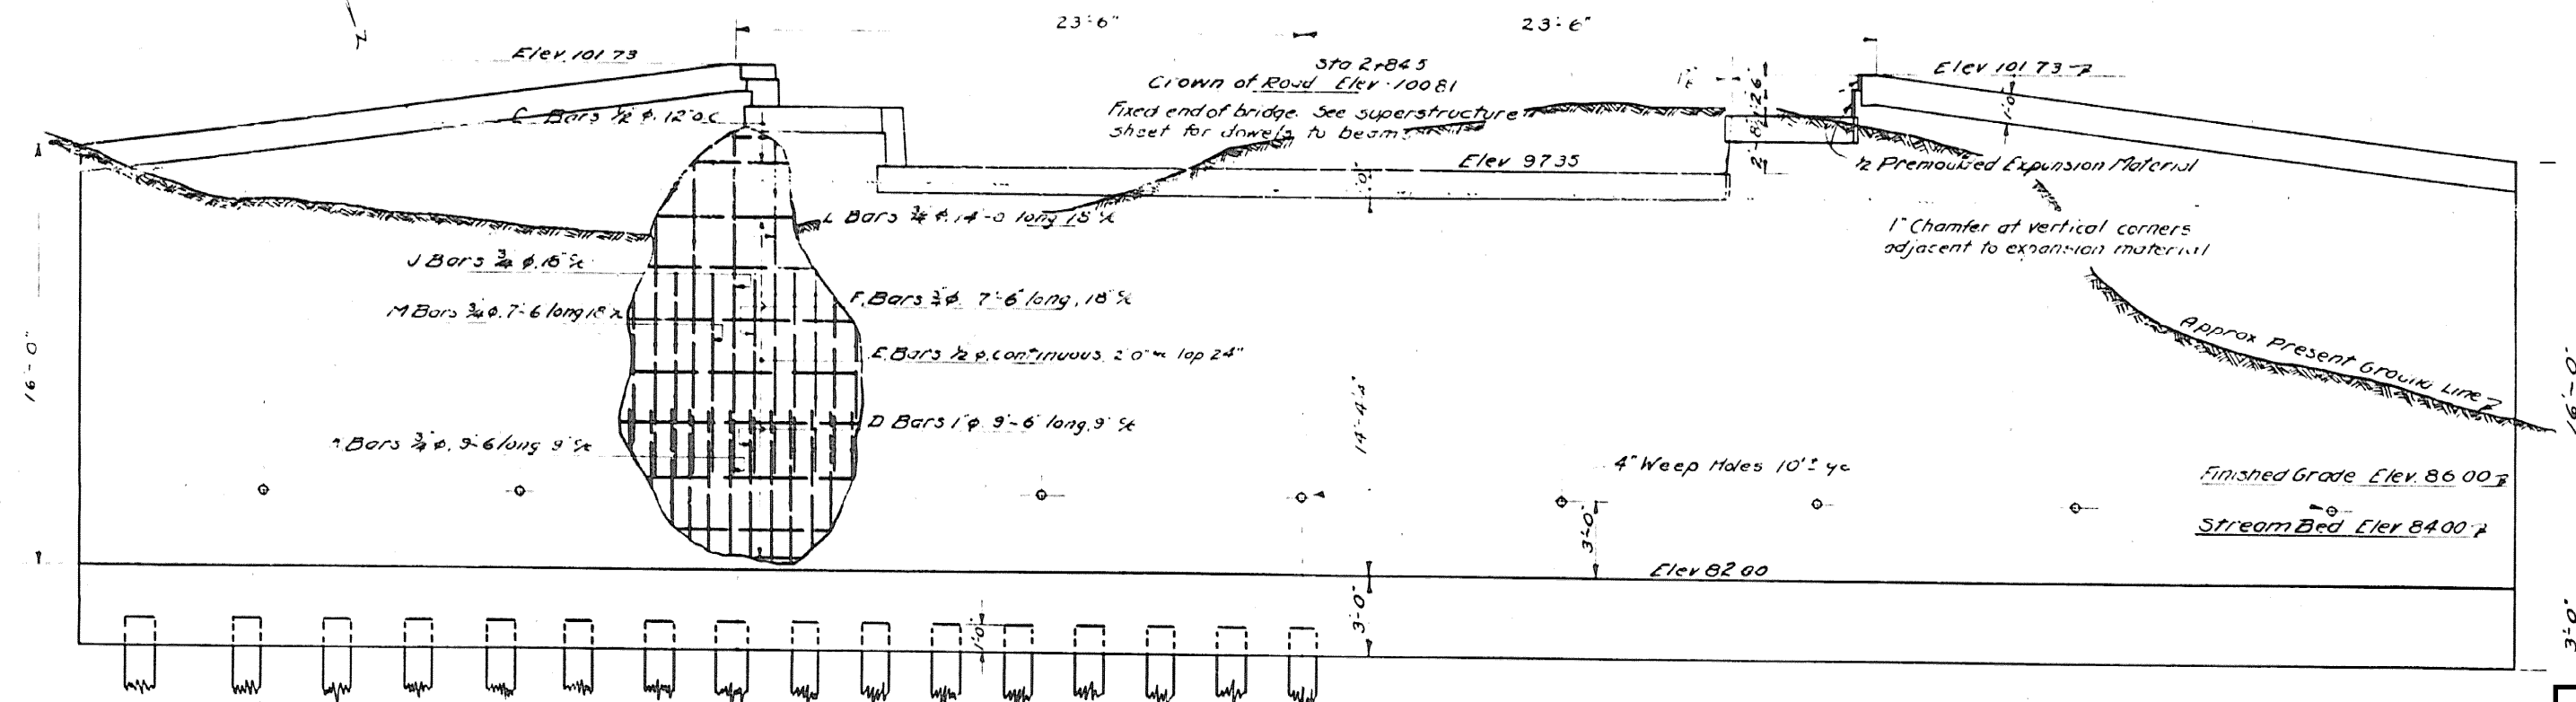 23'-6"
23'-6"
Elev. 101 73
Sta 2+84 5
Crown of Road Elev. 100 81
Fixed end of bridge. See superstructure
sheet for dowels to beam
Elev 101 73
1'-0"
C Bars ½ φ. 12" o.c
Elev 97 35
½ Premoulded Expansion Material
L Bars ¾ φ. 14'-0 long 18" ℄
1" Chamfer at vertical corners
adjacent to expansion material
J Bars ¾ φ. 18" ℄
F. Bars ¾ φ. 7'-6" long, 18" ℄
M Bars ¾ φ. 7'-6 long 18" ℄
Approx Present Ground Line
E. Bars ½ φ. continuous lap 24"
16'-0"
16'-0"
14'-4¼"
D Bars 1" φ. 9'-6" long, 9" ℄
Bars ¾ φ. 9'-6 long 9" ℄
4" Weep Holes 10'±
Finished Grade Elev. 86 00
Stream Bed Elev 84 00
3'-0"
Elev 82 00
1'-0"
3'-0"
3'-0"